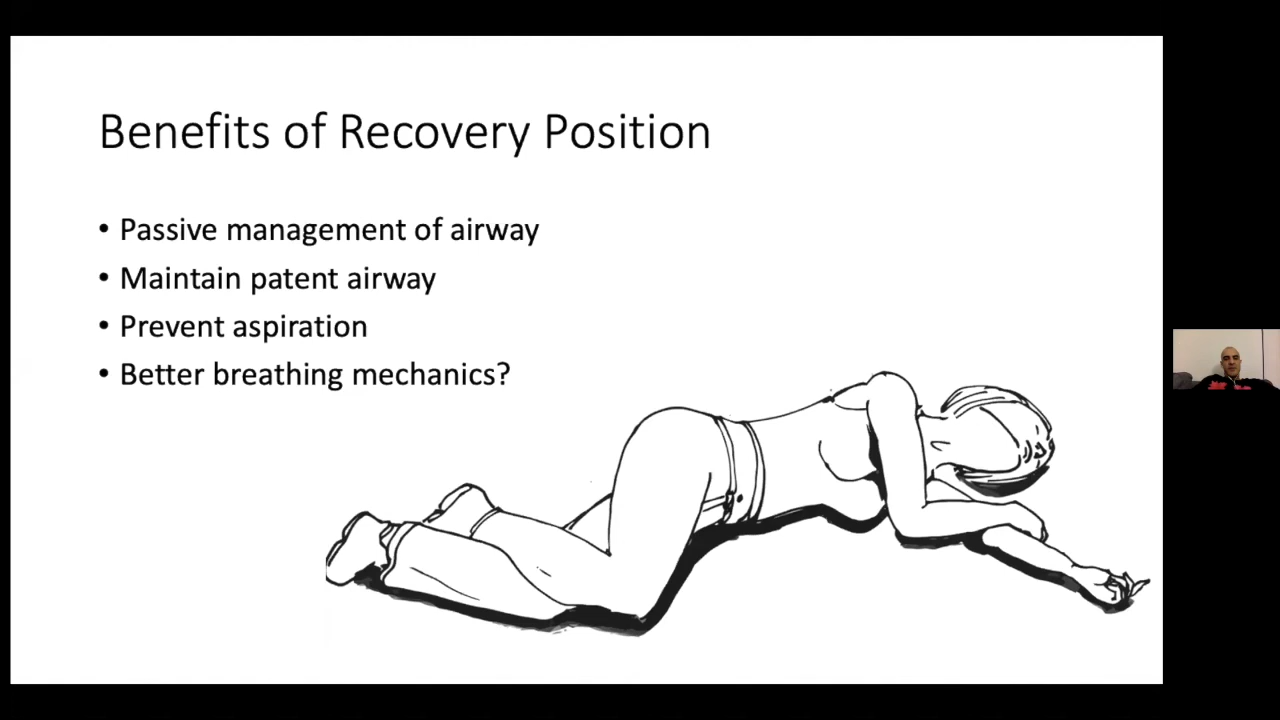 Benefits of Recovery Position
• Passive management of airway
• Maintain patent airway
• Prevent aspiration
• Better breathing mechanics?